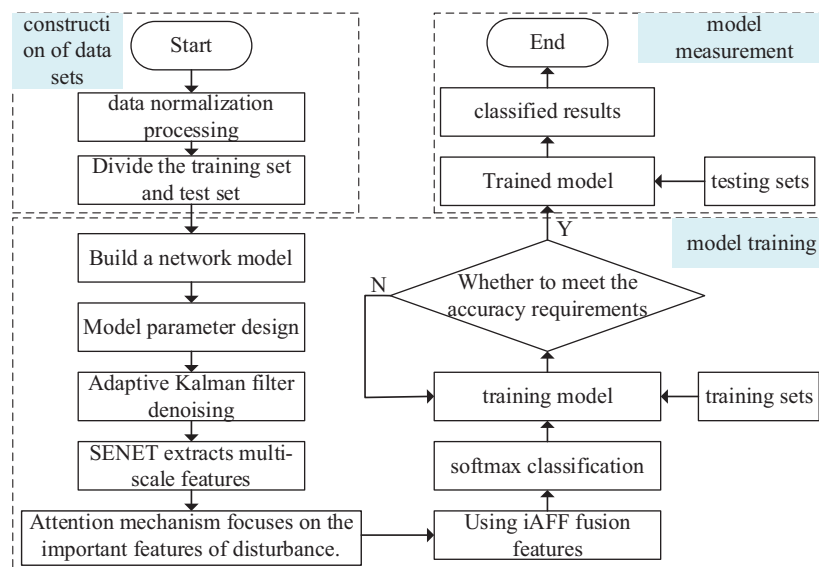 constructi
on of data
sets
Start
data normalization
processing
Divide the training set
and test set
Build a network model
Model parameter design
Adaptive Kalman filter
denoising
SENET extracts multi-
scale features
Attention mechanism focuses on the
important features of disturbance.
Using iAFF fusion
features
softmax classification
training model
training sets
Whether to meet the
accuracy requirements
N
Y
model training
Trained model
testing sets
classified results
End
model
measurement